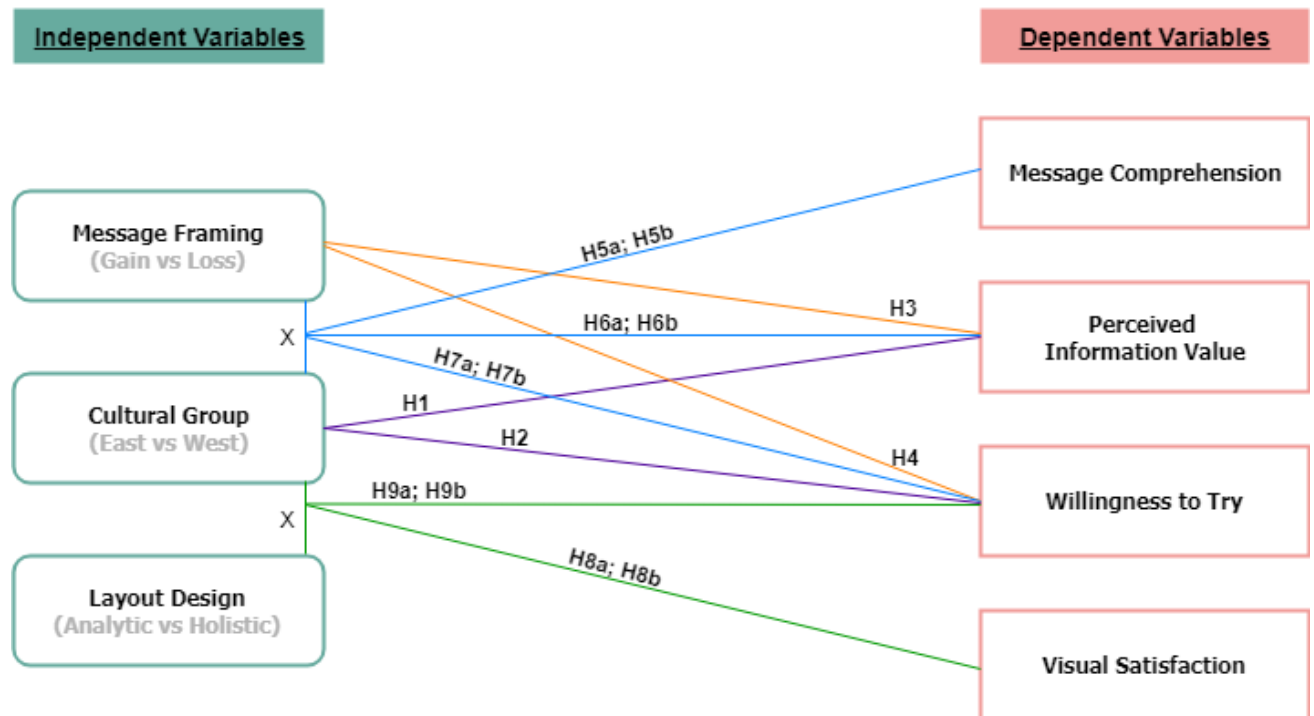 Independent Variables
Dependent Variables
Message Comprehension
Message Framing
(Gain vs Loss)
H5a; H5b
H3
Perceived
Information Value
H6a; H6b
X
H7a; H7b
Cultural Group
(East vs West)
H1
H2
H4
Willingness to Try
H9a; H9b
X
H8a; H8b
Layout Design
(Analytic vs Holistic)
Visual Satisfaction